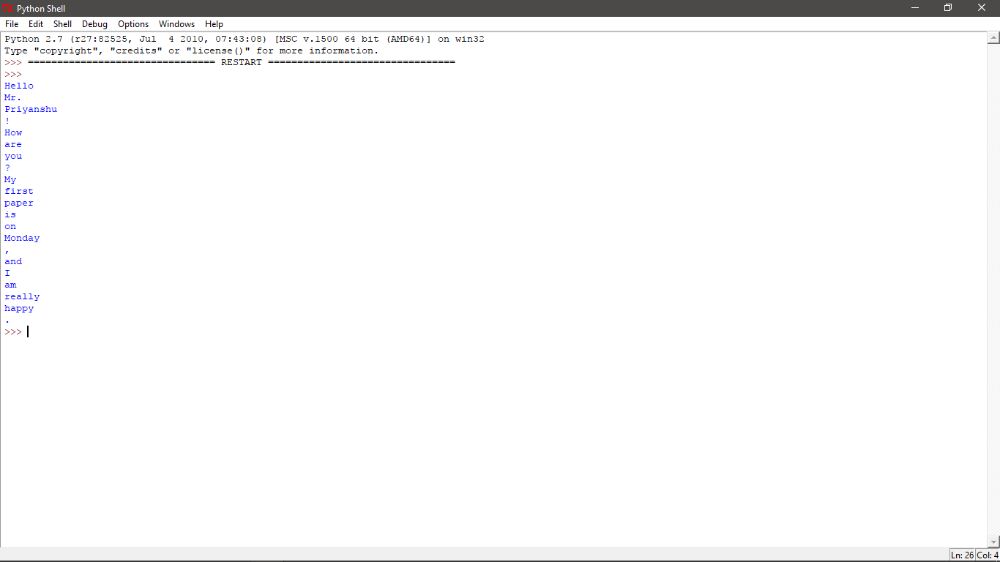 Python Shell
File Edit Shell Debug Options Windows Help
Python 2.7 (r27:82525, Jul  4 2010, 07:43:08) [MSC v.1500 64 bit (AMD64)] on win32
Type "copyright", "credits" or "license()" for more information.
>>> ================================ RESTART ================================
>>>
Hello
Mr.
Priyanshu
!
How
are
you
?
My
first
paper
is
on
Monday
,
and
I
am
really
happy
.
>>>
Ln: 26 Col: 4